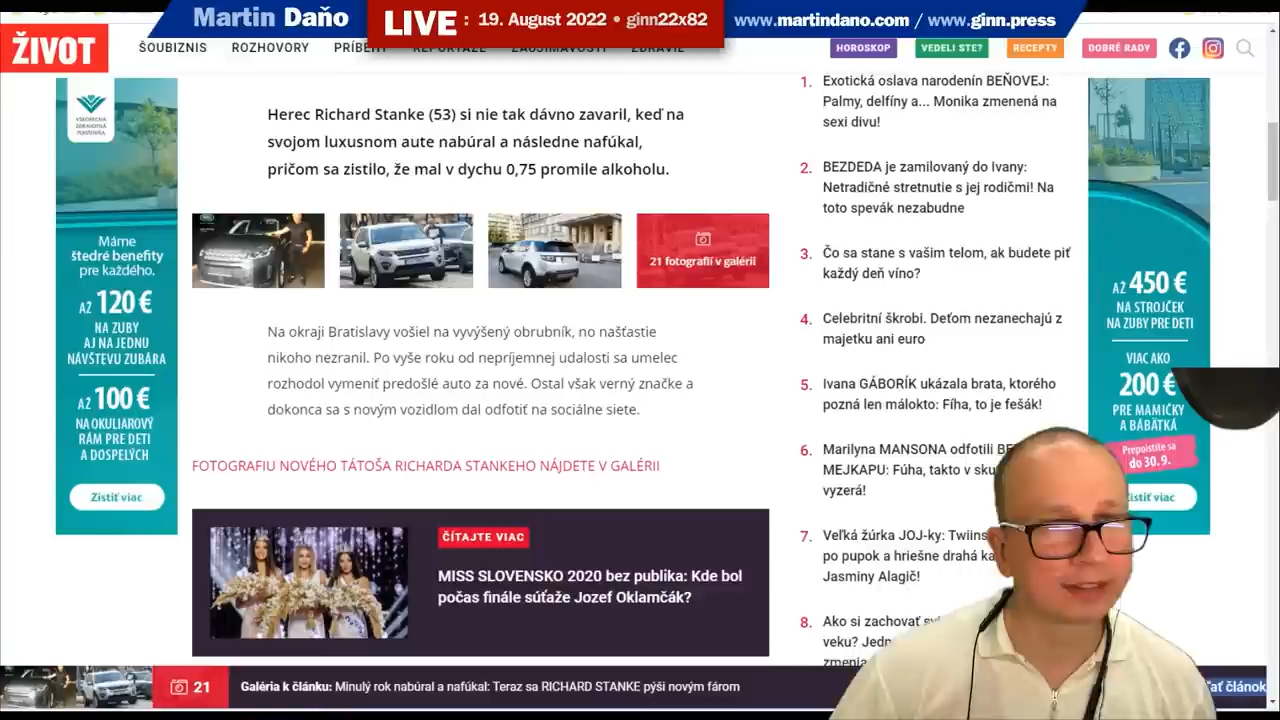 Martin Daňo
LIVE : 19. August 2022 • ginn22x82
www.martindano.com / www.ginn.press
ŽIVOT
ŠOUBIZNIS ROZHOVORY PRÍBEHY REPORTÁŽE ZAUJÍMAVOSTI ZDRAVIE
HOROSKOP VEDELI STE? RECEPTY DOBRÉ RADY
VŠEOBECNÁ
ZDRAVOTNÁ
POISŤOVŇA
Máme
štedré benefity
pre každého.
AŽ 120 €
NA ZUBY
AJ NA JEDNU
NÁVŠTEVU ZUBÁRA
AŽ 100 €
NA OKULIAROVÝ
RÁM PRE DETI
A DOSPELÝCH
Zistiť viac
Herec Richard Stanke (53) si nie tak dávno zavaril, keď na
svojom luxusnom aute nabúral a následne nafúkal,
pričom sa zistilo, že mal v dychu 0,75 promile alkoholu.
21 fotografií v galérii
Na okraji Bratislavy vošiel na vyvýšený obrubník, no našťastie
nikoho nezranil. Po vyše roku od nepríjemnej udalosti sa umelec
rozhodol vymeniť predošlé auto za nové. Ostal však verný značke a
dokonca sa s novým vozidlom dal odfotiť na sociálne siete.
FOTOGRAFIU NOVÉHO TÁTOŠA RICHARDA STANKEHO NÁJDETE V GALÉRII
ČÍTAJTE VIAC
MISS SLOVENSKO 2020 bez publika: Kde bol
počas finále súťaže Jozef Oklamčák?
1. Exotická oslava narodenín BEŇOVEJ:
Palmy, delfíny a... Monika zmenená na
sexi divu!
2. BEZDEDA je zamilovaný do Ivany:
Netradičné stretnutie s jej rodičmi! Na
toto spevák nezabudne
3. Čo sa stane s vašim telom, ak budete piť
každý deň víno?
4. Celebritní škrobi. Deťom nezanechajú z
majetku ani euro
5. Ivana GÁBORÍK ukázala brata, ktorého
pozná len málokto: Fíha, to je fešák!
6. Marilyna MANSONA odfotili
MEJKAPU: Fúha, takto v
vyzerá!
7. Veľká žúrka JOJ-ky:
po pupok a hriešne drahá
Jasminy Alagič!
8. Ako si zachovať
veku?
zmenia
AŽ 450 €
NA STROJČEK
NA ZUBY PRE DETI
VIAC AKO
200 €
PRE MAMIČKY
A BÁBÄTKÁ
Prepoistite sa
do 30.9.
Zistiť viac
21
Galéria k článku: Minulý rok nabúral a nafúkal: Teraz sa RICHARD STANKE pýši novým fárom
článok